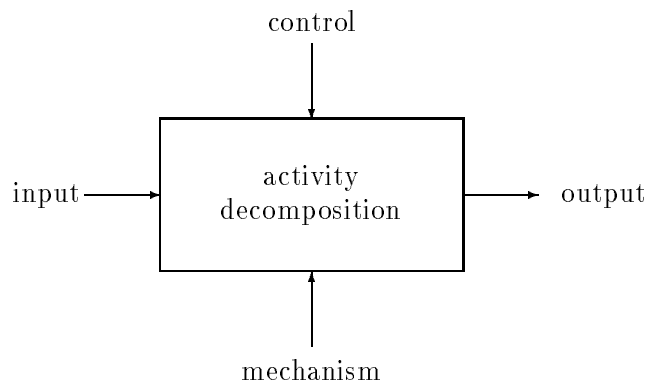 control
input
activity
decomposition
output
mechanism